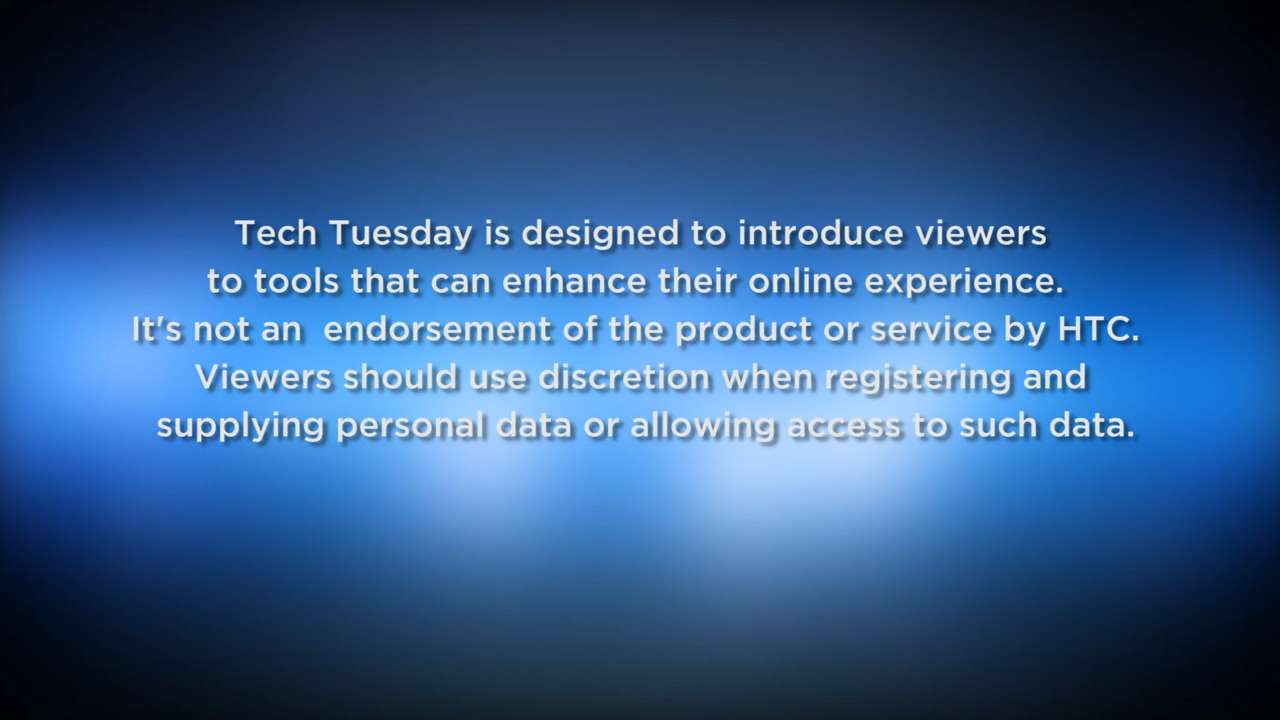 Tech Tuesday is designed to introduce viewers
to tools that can enhance their online experience.
It's not an  endorsement of the product or service by HTC.
Viewers should use discretion when registering and
supplying personal data or allowing access to such data.